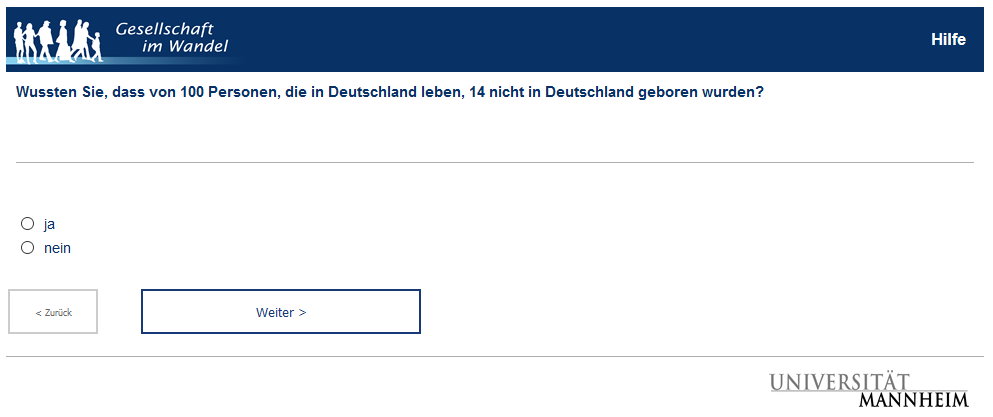 Gesellschaft
im Wandel
Hilfe
Wussten Sie, dass von 100 Personen, die in Deutschland leben, 14 nicht in Deutschland geboren wurden?
ja
nein
< Zurück
Weiter >
UNIVERSITÄT
MANNHEIM